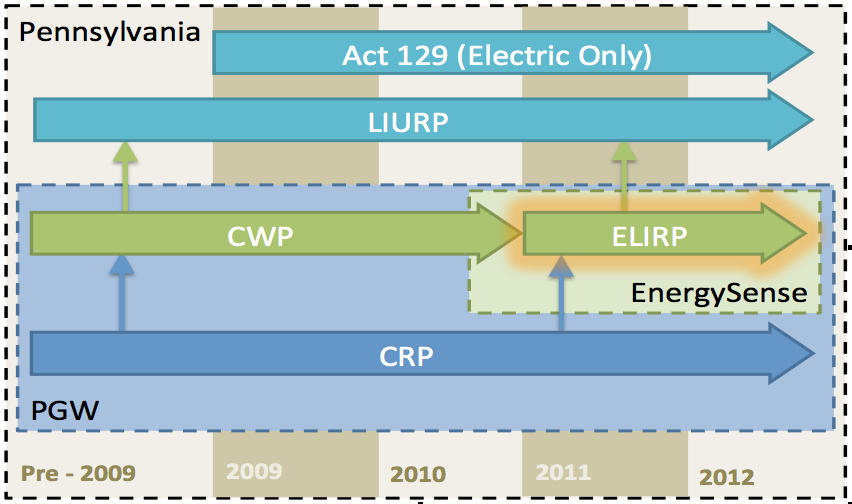 Pennsylvania
Act 129 (Electric Only)
LIURP
CWP
ELIRP
EnergySense
CRP
PGW
Pre - 2009
2009
2010
2011
2012